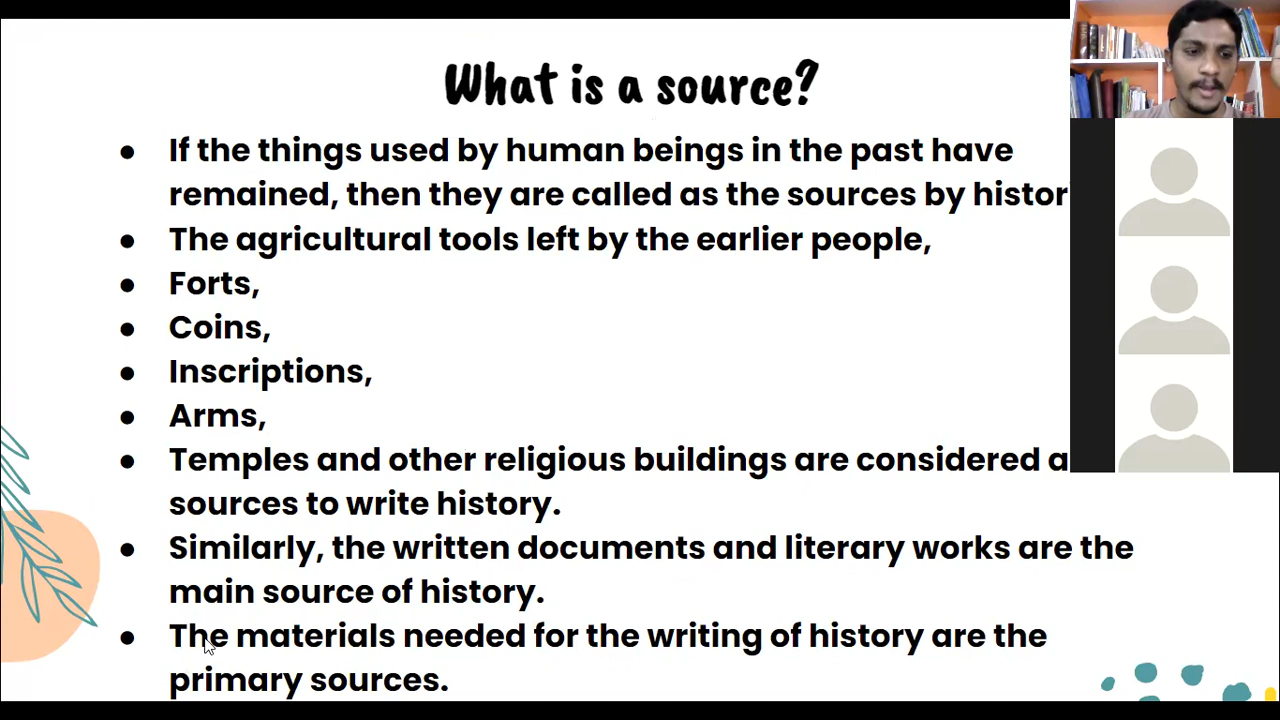 What is a source?
● If the things used by human beings in the past have
remained, then they are called as the sources by histor
● The agricultural tools left by the earlier people,
● Forts,
● Coins,
● Inscriptions,
● Arms,
● Temples and other religious buildings are considered a
sources to write history.
● Similarly, the written documents and literary works are the
main source of history.
● The materials needed for the writing of history are the
primary sources.